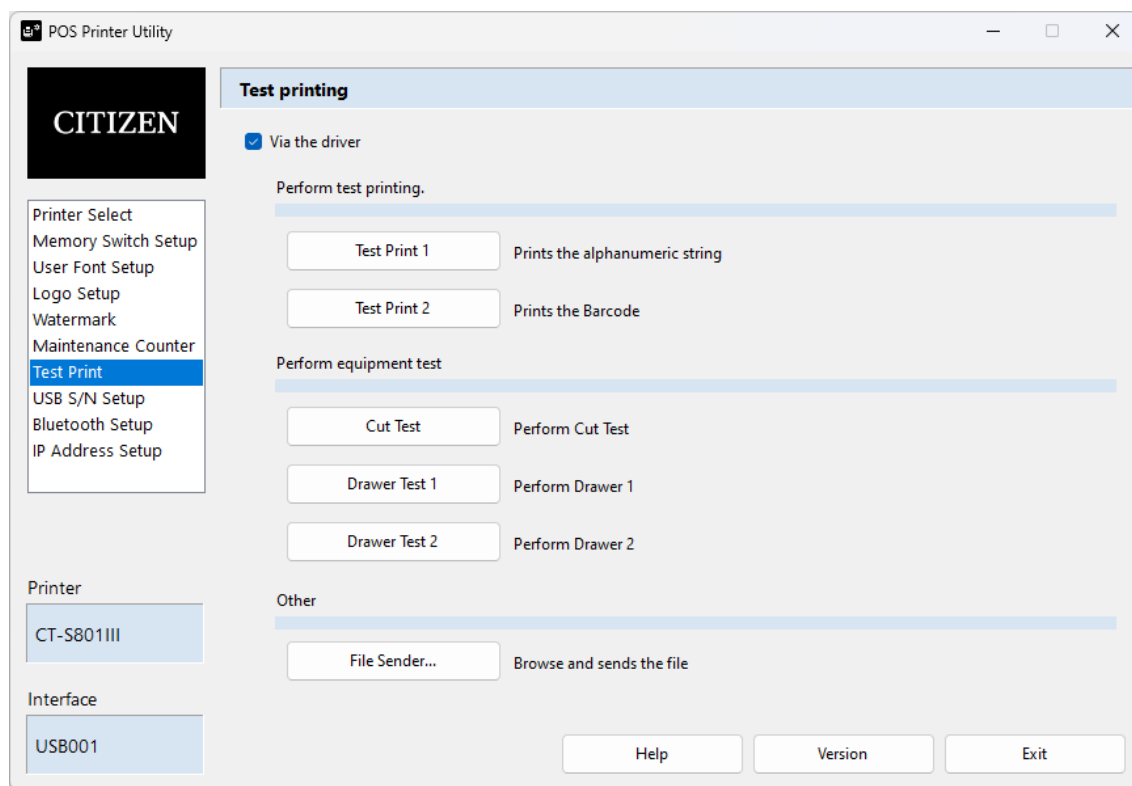 POS Printer Utility
CITIZEN
Printer Select
Memory Switch Setup
User Font Setup
Logo Setup
Watermark
Maintenance Counter
Test Print
USB S/N Setup
Bluetooth Setup
IP Address Setup
Printer
CT-S801III
Interface
USB001
Test printing
Via the driver
Perform test printing.
Test Print 1 Prints the alphanumeric string
Test Print 2 Prints the Barcode
Perform equipment test
Cut Test Perform Cut Test
Drawer Test 1 Perform Drawer 1
Drawer Test 2 Perform Drawer 2
Other
File Sender... Browse and sends the file
Help Version Exit